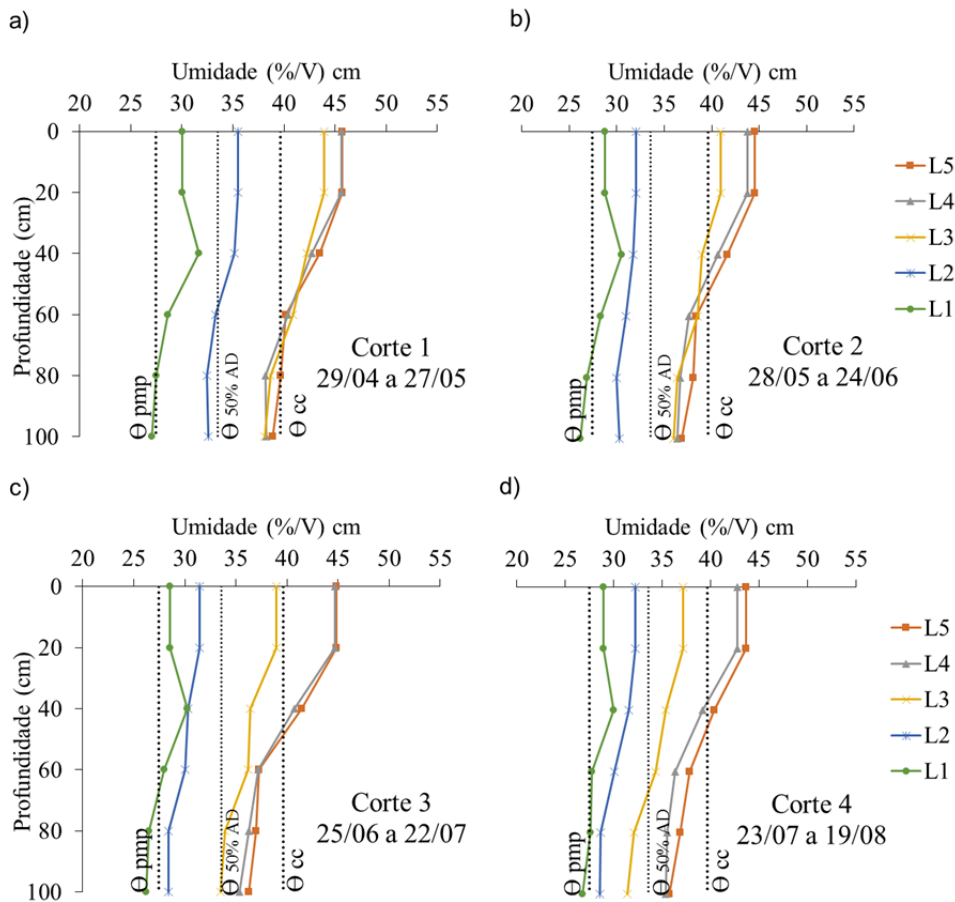 a)
Umidade (%/V) cm
20 25 30 35 40 45 50 55
0
20
40
60
80
100
Profundidade (cm)
Corte 1
29/04 a 27/05
Θ pmp
Θ 50% AD
Θ cc
b)
Umidade (%/V) cm
20 25 30 35 40 45 50 55
Corte 2
28/05 a 24/06
Θ pmp
Θ 50% AD
Θ cc
L5
L4
L3
L2
L1
c)
Umidade (%/V) cm
20 25 30 35 40 45 50 55
0
20
40
60
80
100
Profundidade (cm)
Corte 3
25/06 a 22/07
Θ pmp
Θ 50% AD
Θ cc
d)
Umidade (%/V) cm
20 25 30 35 40 45 50 55
Corte 4
23/07 a 19/08
Θ pmp
Θ 50% AD
Θ cc
L5
L4
L3
L2
L1